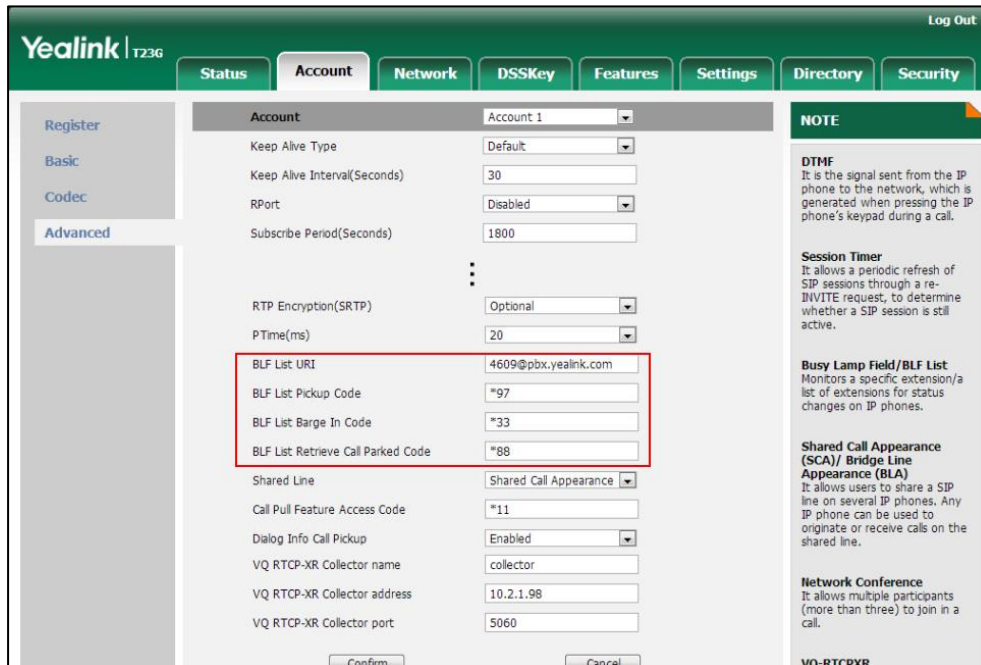 Log Out
Yealink T23G
Status Account Network DSSKey Features Settings Directory Security
Register
Basic
Codec
Advanced
Account Account 1
Keep Alive Type Default
Keep Alive Interval(Seconds) 30
RPort Disabled
Subscribe Period(Seconds) 1800
RTP Encryption(SRTP) Optional
PTime(ms) 20
BLF List URI 4609@pbx.yealink.com
BLF List Pickup Code *97
BLF List Barge In Code *33
BLF List Retrieve Call Parked Code *88
Shared Line Shared Call Appearance
Call Pull Feature Access Code *11
Dialog Info Call Pickup Enabled
VQ RTCP-XR Collector name collector
VQ RTCP-XR Collector address 10.2.1.98
VQ RTCP-XR Collector port 5060
Confirm Cancel
NOTE
DTMF
It is the signal sent from the IP
phone to the network, which is
generated when pressing the IP
phone's keypad during a call.
Session Timer
It allows a periodic refresh of
SIP sessions through a re-
INVITE request, to determine
whether a SIP session is still
active.
Busy Lamp Field/BLF List
Monitors a specific extension/a
list of extensions for status
changes on IP phones.
Shared Call Appearance
(SCA)/ Bridge Line
Appearance (BLA)
It allows users to share a SIP
line on several IP phones. Any
IP phone can be used to
originate or receive calls on the
shared line.
Network Conference
It allows multiple participants
(more than three) to join in a
call.
VQ-RTCPXR